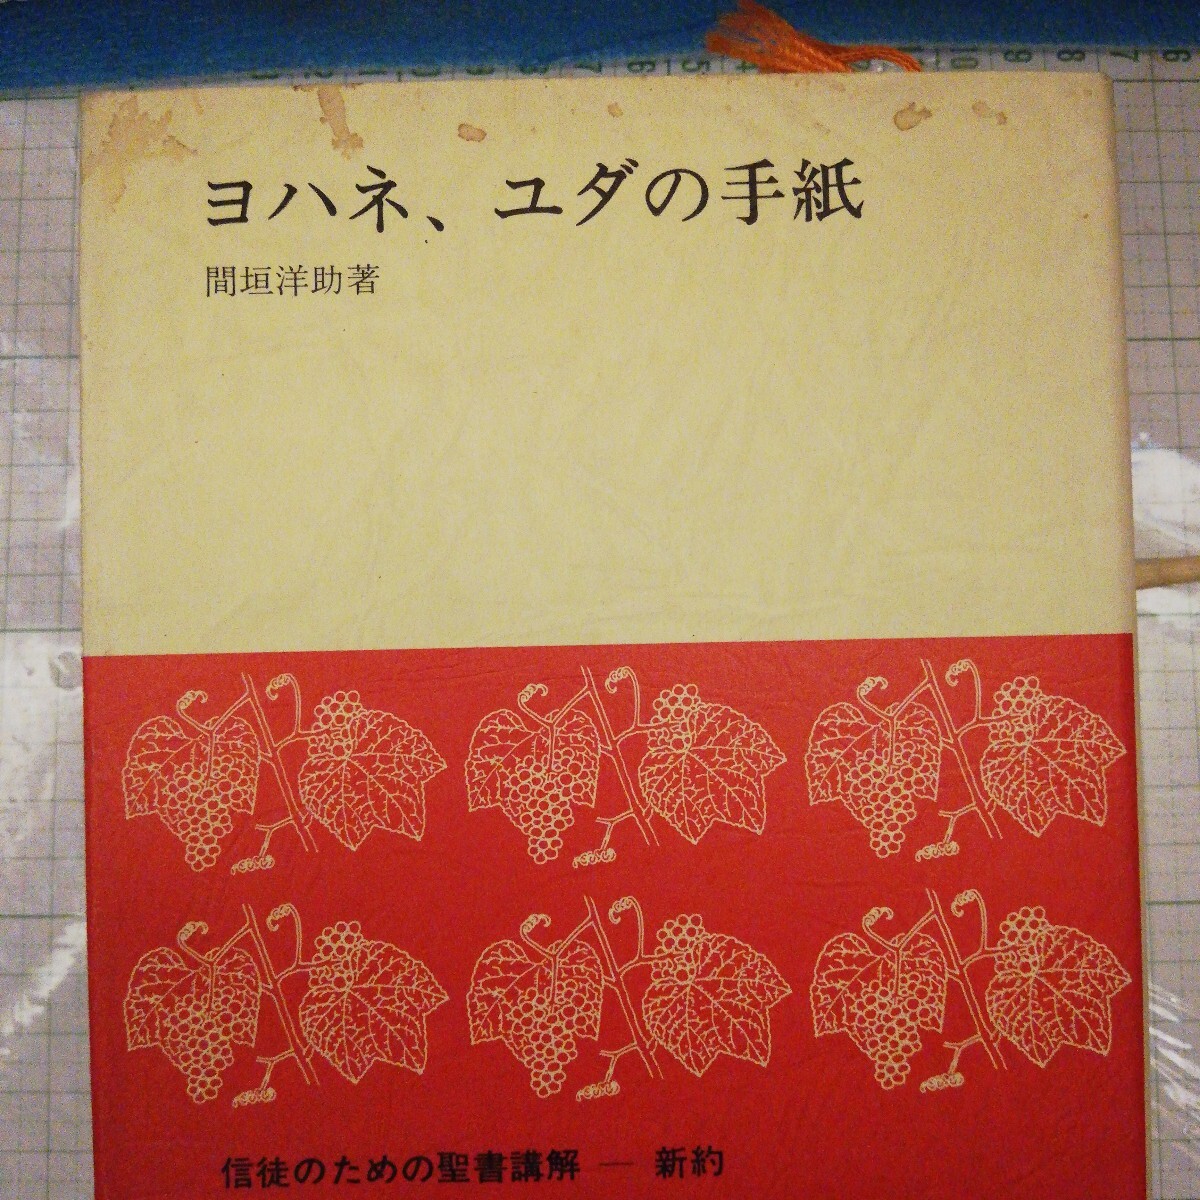 ヨハネ、ユダの手紙
間垣洋助著
信徒のための聖書講解 — 新約